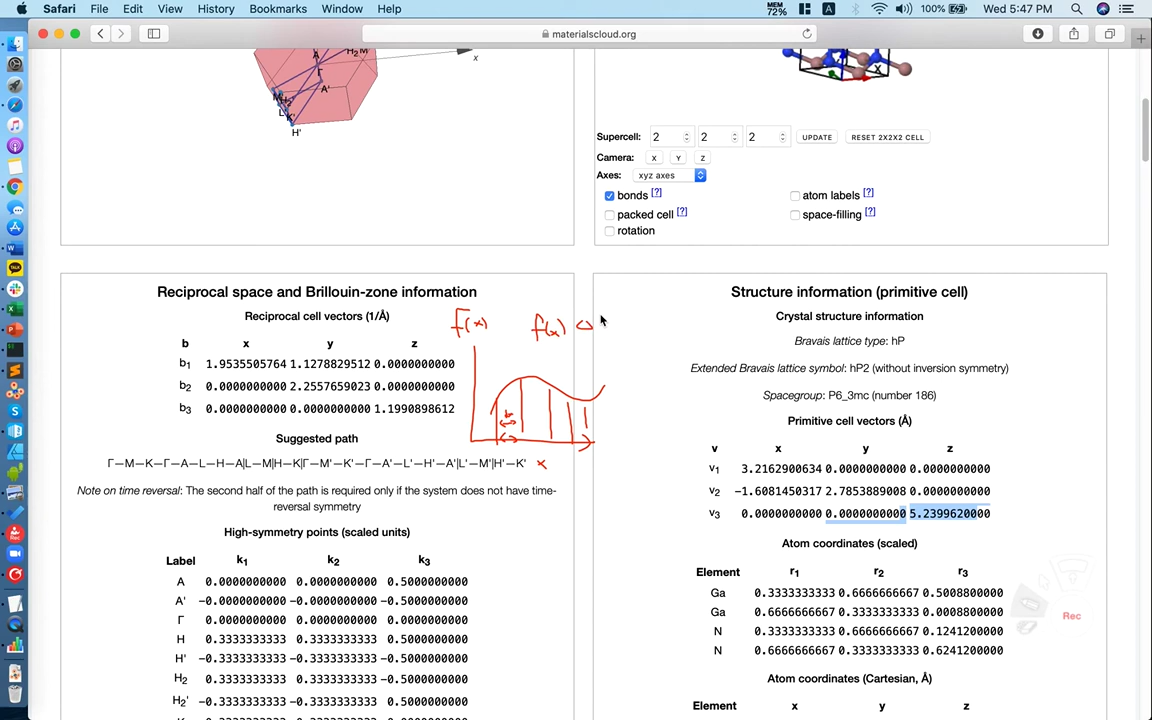 Safari File Edit View History Bookmarks Window Help MEM 72% A 100% Wed 5:47 PM
materialscloud.org
x
A
H₂ M
Γ
A'
M
H₂'
L
K'
H'
X
Supercell: 2 2 2 UPDATE RESET 2X2X2 CELL
Camera: X Y Z
Axes: xyz axes
bonds [?] atom labels [?]
packed cell [?] space-filling [?]
rotation
Reciprocal space and Brillouin-zone information
Reciprocal cell vectors (1/Å)
b x y z
b₁ 1.9535505764 1.1278829512 0.0000000000
b₂ 0.0000000000 2.2557659023 0.0000000000
b₃ 0.0000000000 0.0000000000 1.1990898612
F(x) f(x)
b
x
Suggested path
Γ—M—K—Γ—A—L—H—A|L—M|H—K|Γ—M'—K'—Γ—A'—L'—H'—A'|L'—M'|H'—K'
Note on time reversal: The second half of the path is required only if the system does not have time-
reversal symmetry
High-symmetry points (scaled units)
Label k₁ k₂ k₃
A 0.0000000000 0.0000000000 0.5000000000
A' -0.0000000000 -0.0000000000 -0.5000000000
Γ 0.0000000000 0.0000000000 0.0000000000
H 0.3333333333 0.3333333333 0.5000000000
H' -0.3333333333 -0.3333333333 -0.5000000000
H₂ 0.3333333333 0.3333333333 -0.5000000000
H₂' -0.3333333333 -0.3333333333 0.5000000000
Structure information (primitive cell)
Crystal structure information
Bravais lattice type: hP
Extended Bravais lattice symbol: hP2 (without inversion symmetry)
Spacegroup: P6_3mc (number 186)
Primitive cell vectors (Å)
v x y z
v₁ 3.2162900634 0.0000000000 0.0000000000
v₂ -1.6081450317 2.7853889008 0.0000000000
v₃ 0.0000000000 0.0000000000 5.2399620000
Atom coordinates (scaled)
Element r₁ r₂ r₃
Ga 0.3333333333 0.6666666667 0.5008800000
Ga 0.6666666667 0.3333333333 0.0008800000
N 0.3333333333 0.6666666667 0.1241200000
N 0.6666666667 0.3333333333 0.6241200000
Atom coordinates (Cartesian, Å)
Element x y z
Rec